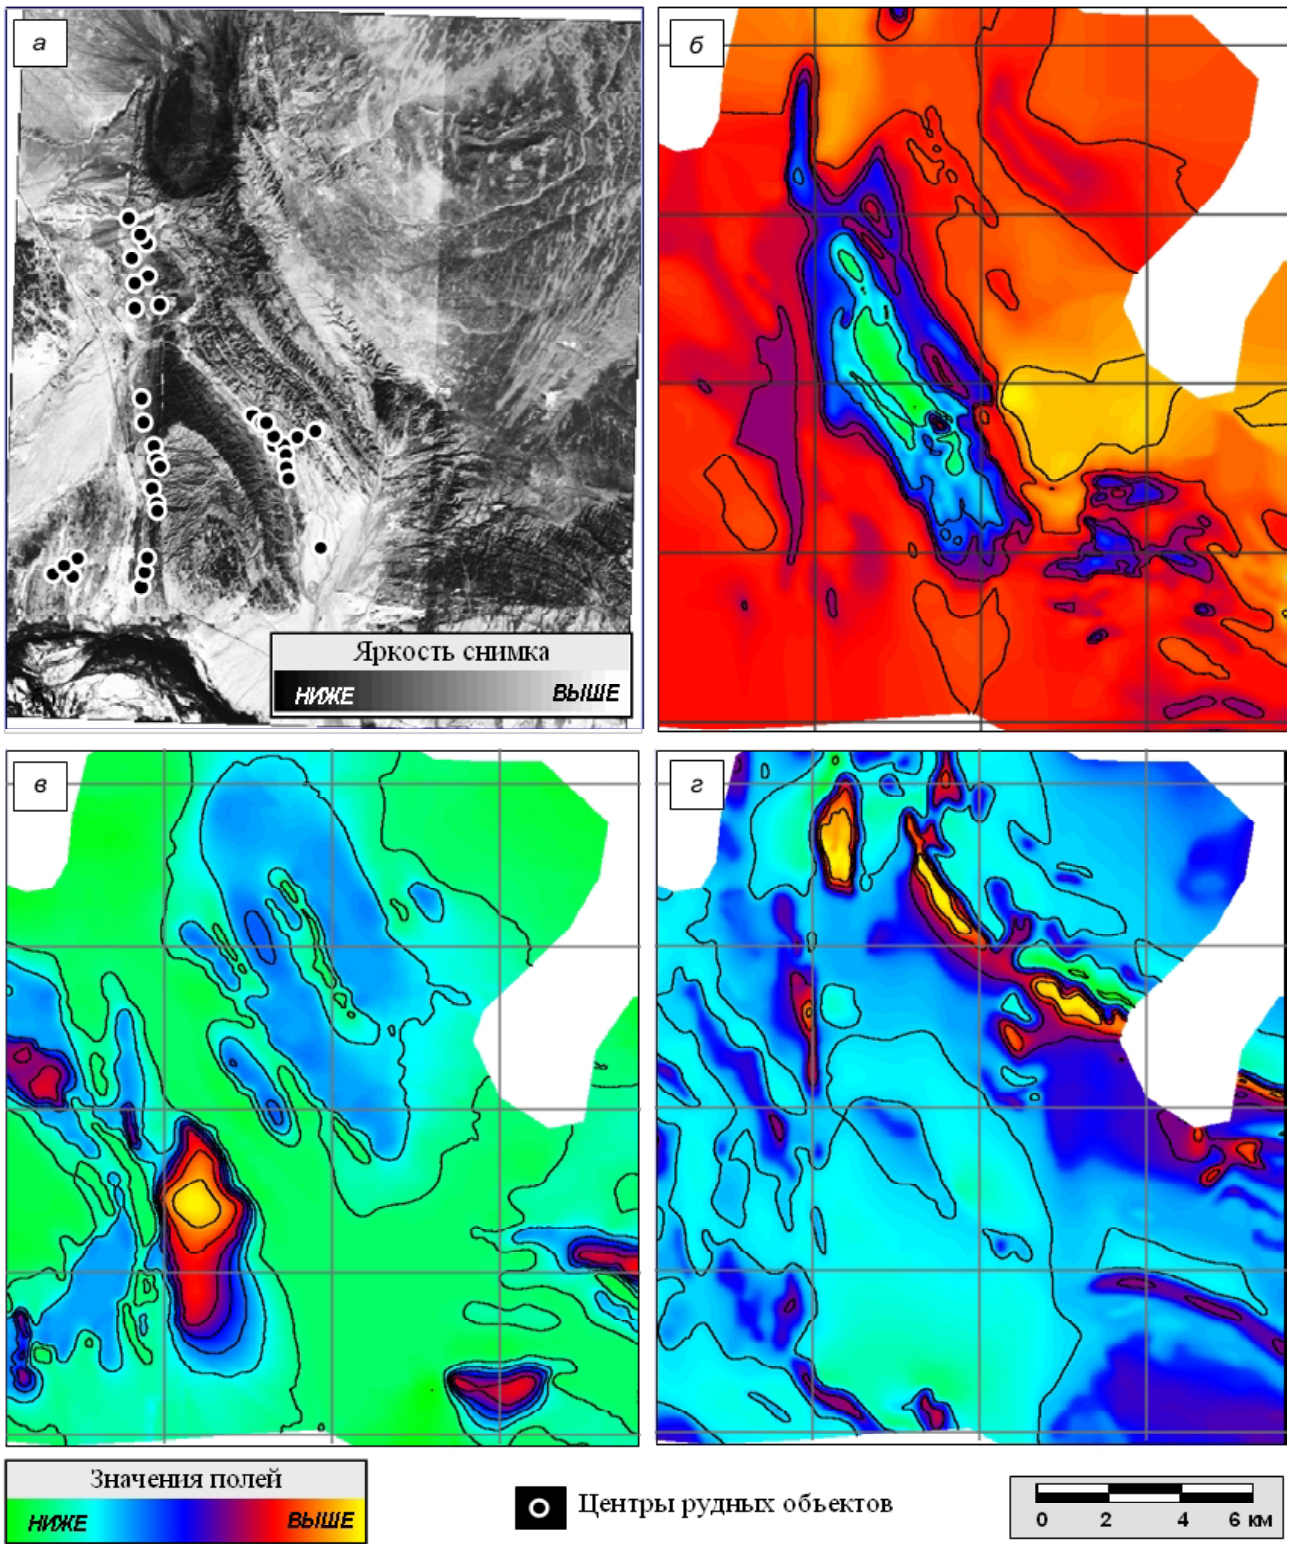 а
б
Яркость снимка
НИЖЕ ВЫШЕ
в
г
Значения полей
НИЖЕ ВЫШЕ
Центры рудных объектов
0 2 4 6 км